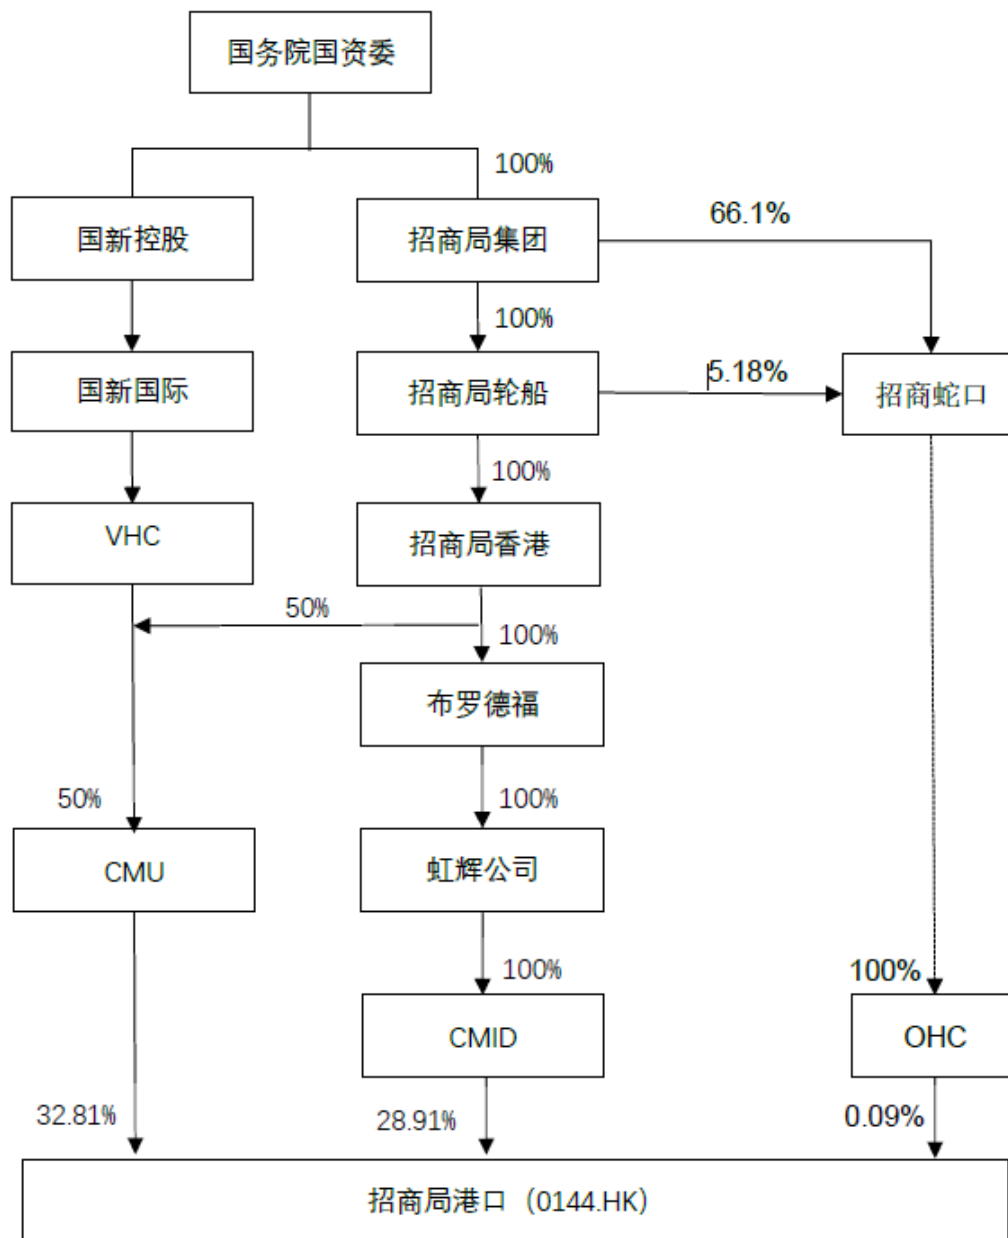 国务院国资委
100%
国新控股
招商局集团
66.1%
100%
国新国际
招商局轮船
5.18%
招商蛇口
100%
VHC
招商局香港
50%
100%
布罗德福
50%
100%
CMU
虹辉公司
100%
100%
CMID
OHC
32.81%
28.91%
0.09%
招商局港口（0144.HK）